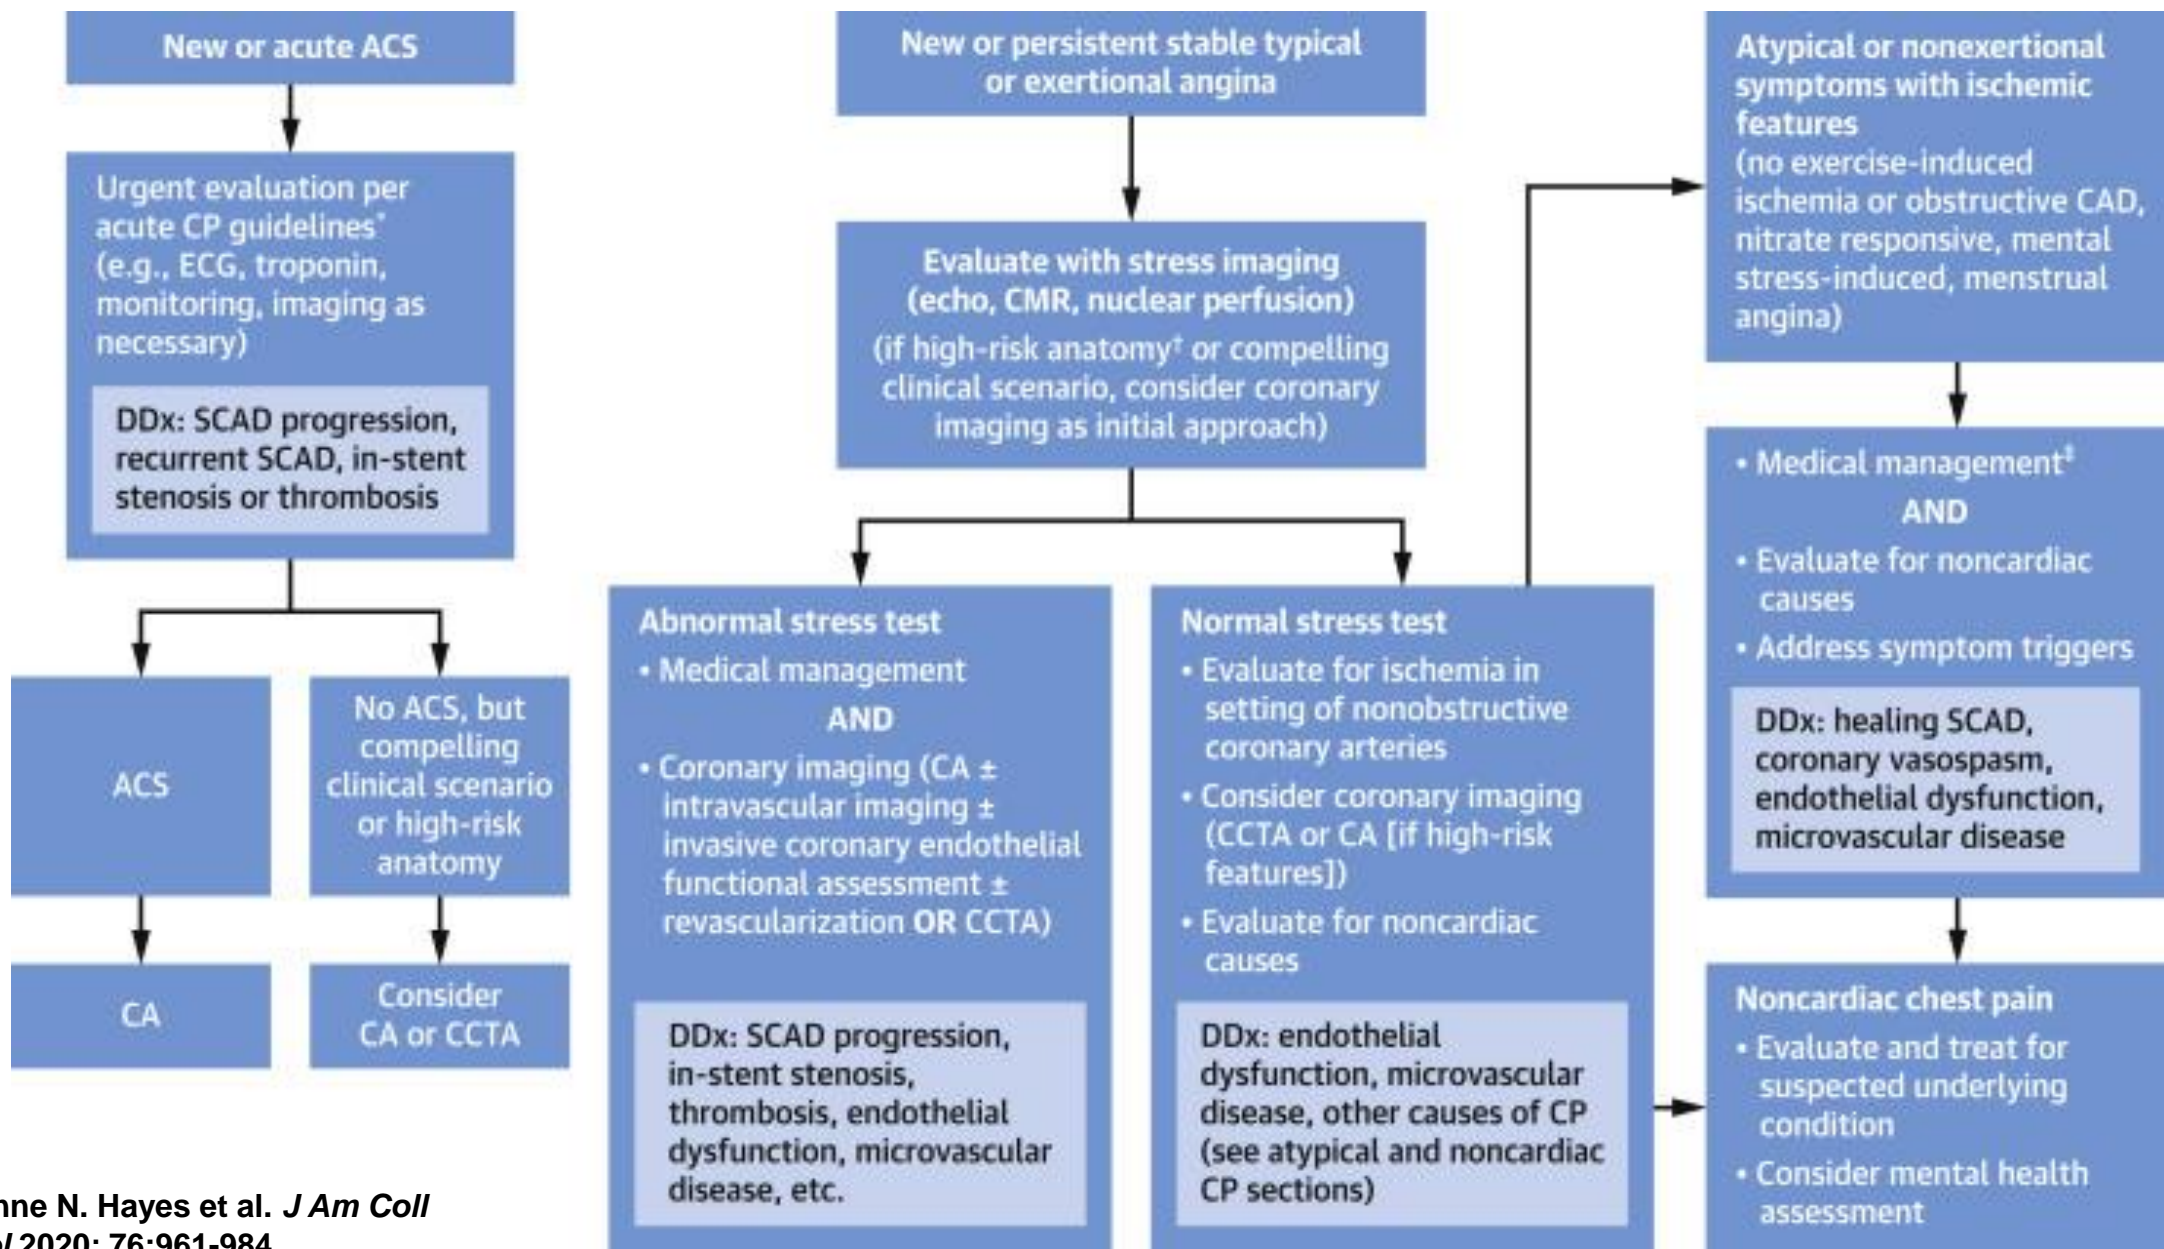 New or acute ACS
Urgent evaluation per
acute CP guidelines*
(e.g., ECG, troponin,
monitoring, imaging as
necessary)
DDx: SCAD progression,
recurrent SCAD, in-stent
stenosis or thrombosis
ACS
No ACS, but
compelling
clinical scenario
or high-risk
anatomy
CA
Consider
CA or CCTA
New or persistent stable typical
or exertional angina
Evaluate with stress imaging
(echo, CMR, nuclear perfusion)
(if high-risk anatomy† or compelling
clinical scenario, consider coronary
imaging as initial approach)
Abnormal stress test
• Medical management
AND
• Coronary imaging (CA ±
intravascular imaging ±
invasive coronary endothelial
functional assessment ±
revascularization OR CCTA)
DDx: SCAD progression,
in-stent stenosis,
thrombosis, endothelial
dysfunction, microvascular
disease, etc.
Normal stress test
• Evaluate for ischemia in
setting of nonobstructive
coronary arteries
• Consider coronary imaging
(CCTA or CA [if high-risk
features])
• Evaluate for noncardiac
causes
DDx: endothelial
dysfunction, microvascular
disease, other causes of CP
(see atypical and noncardiac
CP sections)
Atypical or nonexertional
symptoms with ischemic
features
(no exercise-induced
ischemia or obstructive CAD,
nitrate responsive, mental
stress-induced, menstrual
angina)
• Medical management‡
AND
• Evaluate for noncardiac
causes
• Address symptom triggers
DDx: healing SCAD,
coronary vasospasm,
endothelial dysfunction,
microvascular disease
Noncardiac chest pain
• Evaluate and treat for
suspected underlying
condition
• Consider mental health
assessment
nne N. Hayes et al. J Am Coll
2020; 76:961-984